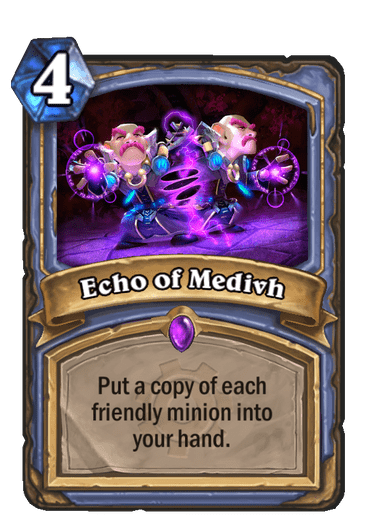 4
Echo of Medivh
Put a copy of each
friendly minion into
your hand.